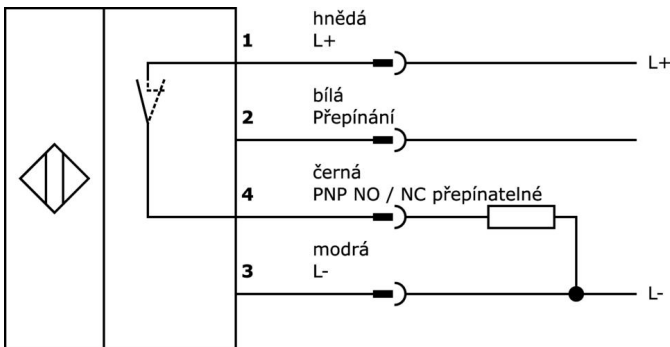 hnědá
1 L+
L+
bílá
2 Přepínání
černá
4 PNP NO / NC přepínatelné
modrá
3 L-
L-